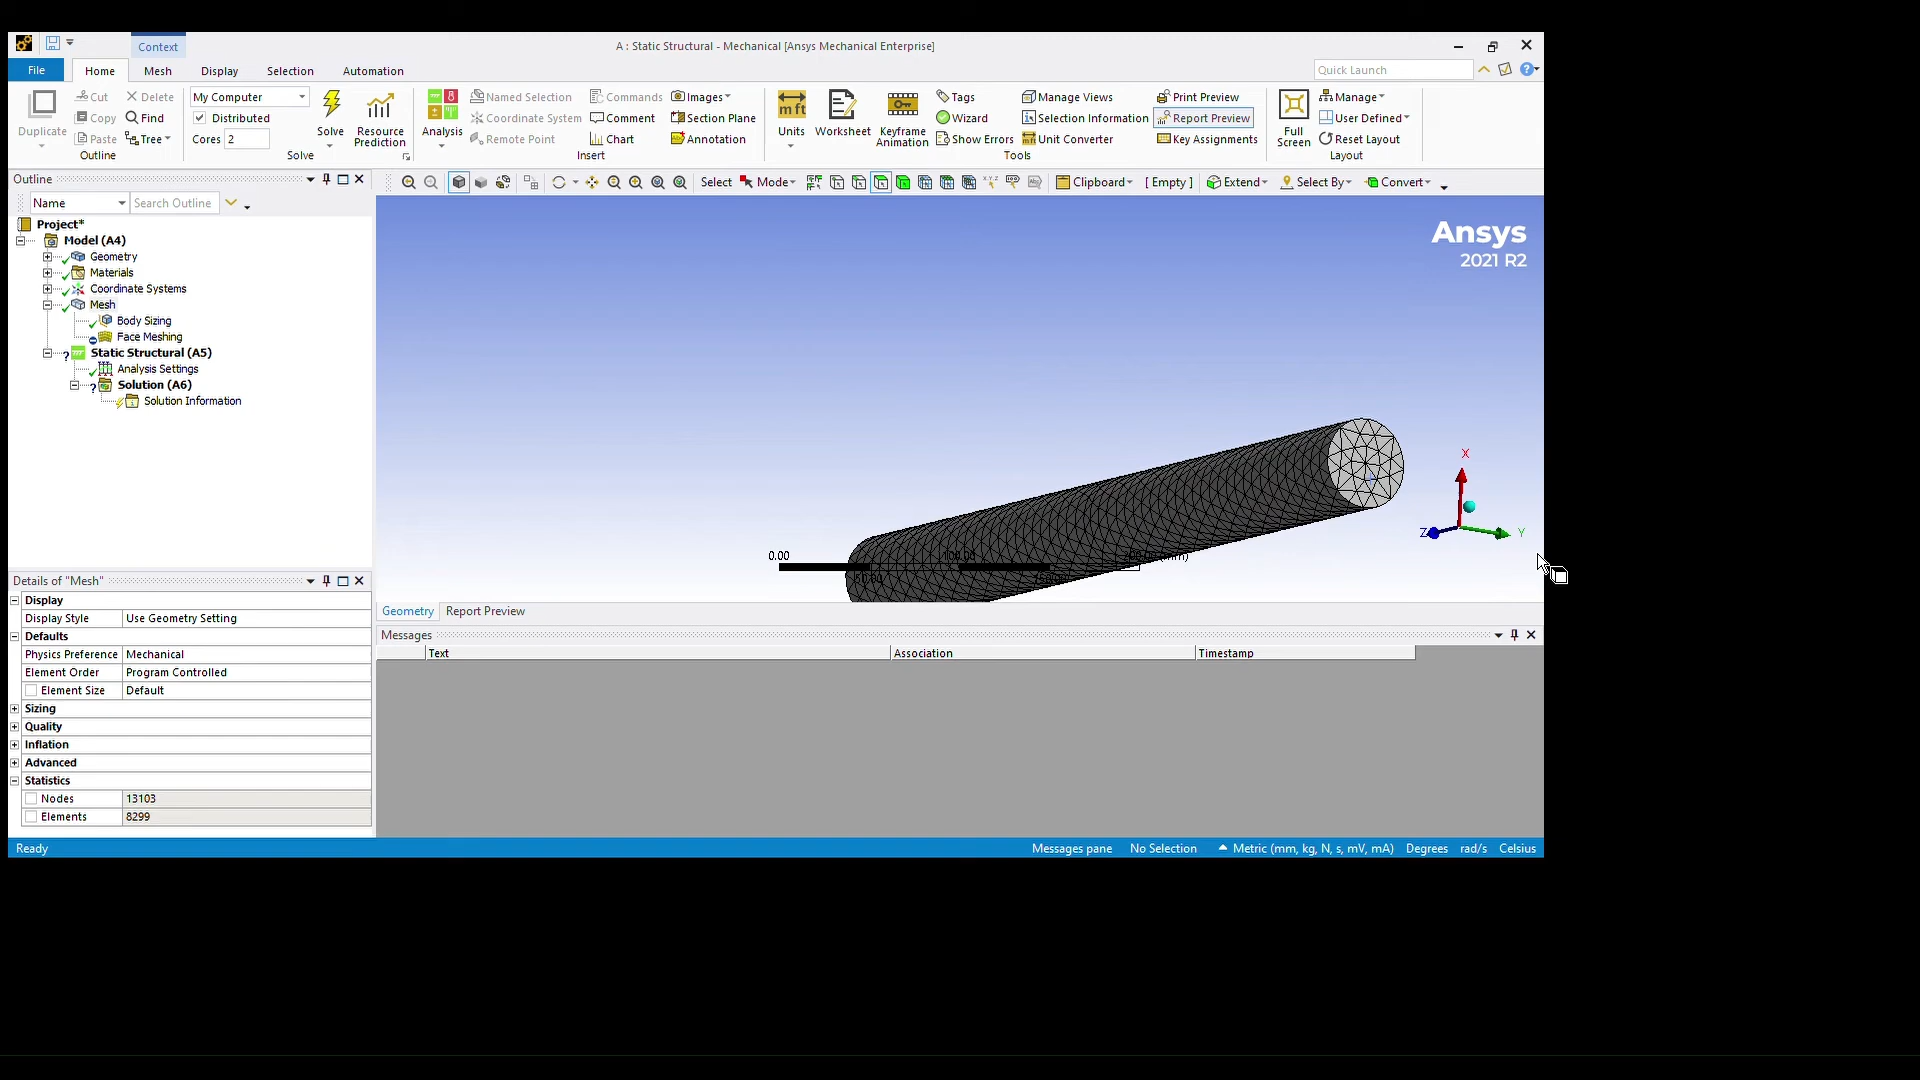 A : Static Structural - Mechanical [Ansys Mechanical Enterprise]
Context
File Home Mesh Display Selection Automation
Quick Launch
Duplicate
Cut Delete
Copy Find
Paste Tree
Outline
My Computer
Distributed
Cores 2
Solve
Resource Prediction
Solve
Analysis
Named Selection Commands Images
Coordinate System Comment Section Plane
Remote Point Chart Annotation
Insert
Units
Worksheet
Keyframe Animation
Tags Manage Views Print Preview
Wizard Selection Information Report Preview
Show Errors Unit Converter Key Assignments
Tools
Full Screen
Manage
User Defined
Reset Layout
Layout
Outline
Select Mode Clipboard [ Empty ] Extend Select By Convert
Name Search Outline
Project*
Model (A4)
Geometry
Materials
Coordinate Systems
Mesh
Body Sizing
Face Meshing
Static Structural (A5)
Analysis Settings
Solution (A6)
Solution Information
Ansys
2021 R2
X
Z Y
0.00
Details of "Mesh"
Display
Display Style Use Geometry Setting
Defaults
Physics Preference Mechanical
Element Order Program Controlled
Element Size Default
Sizing
Quality
Inflation
Advanced
Statistics
Nodes 13103
Elements 8299
Geometry Report Preview
Messages
Text Association Timestamp
Ready Messages pane No Selection Metric (mm, kg, N, s, mV, mA) Degrees rad/s Celsius